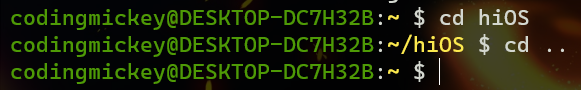 codingmickey@DESKTOP-DC7H32B:~ $ cd hiOS
codingmickey@DESKTOP-DC7H32B:~/hiOS $ cd ..
codingmickey@DESKTOP-DC7H32B:~ $